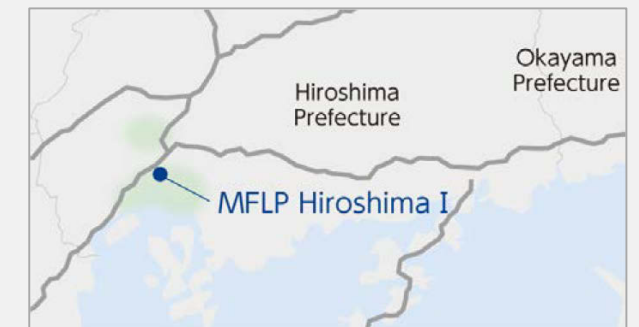 Okayama
Prefecture
Hiroshima
Prefecture
MFLP Hiroshima I